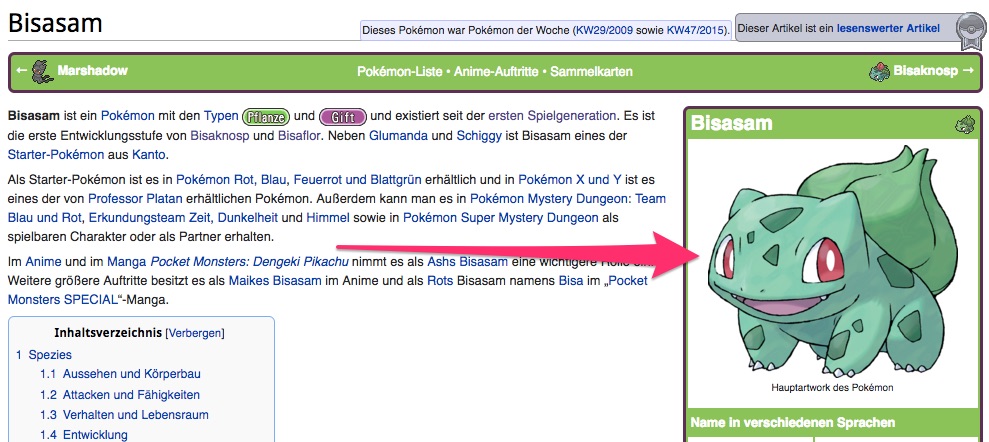 Bisasam
Dieses Pokémon war Pokémon der Woche (KW29/2009 sowie KW47/2015).
Dieser Artikel ist ein lesenswerter Artikel
← Marshadow
Pokémon-Liste • Anime-Auftritte • Sammelkarten
Bisaknosp →
Bisasam ist ein Pokémon mit den Typen Pflanze und Gift und existiert seit der ersten Spielgeneration. Es ist
die erste Entwicklungsstufe von Bisaknosp und Bisaflor. Neben Glumanda und Schiggy ist Bisasam eines der
Starter-Pokémon aus Kanto.
Als Starter-Pokémon ist es in Pokémon Rot, Blau, Feuerrot und Blattgrün erhältlich und in Pokémon X und Y ist es
eines der von Professor Platan erhältlichen Pokémon. Außerdem kann man es in Pokémon Mystery Dungeon: Team
Blau und Rot, Erkundungsteam Zeit, Dunkelheit und Himmel sowie in Pokémon Super Mystery Dungeon als
spielbaren Charakter oder als Partner erhalten.
Im Anime und im Manga Pocket Monsters: Dengeki Pikachu nimmt es als Ashs Bisasam eine wichtigere Rolle
Weitere größere Auftritte besitzt es als Maikes Bisasam im Anime und als Rots Bisasam namens Bisa im „Pocket
Monsters SPECIAL“-Manga.
Inhaltsverzeichnis [Verbergen]
1 Spezies
1.1 Aussehen und Körperbau
1.2 Attacken und Fähigkeiten
1.3 Verhalten und Lebensraum
1.4 Entwicklung
Bisasam
Hauptartwork des Pokémon
Name in verschiedenen Sprachen